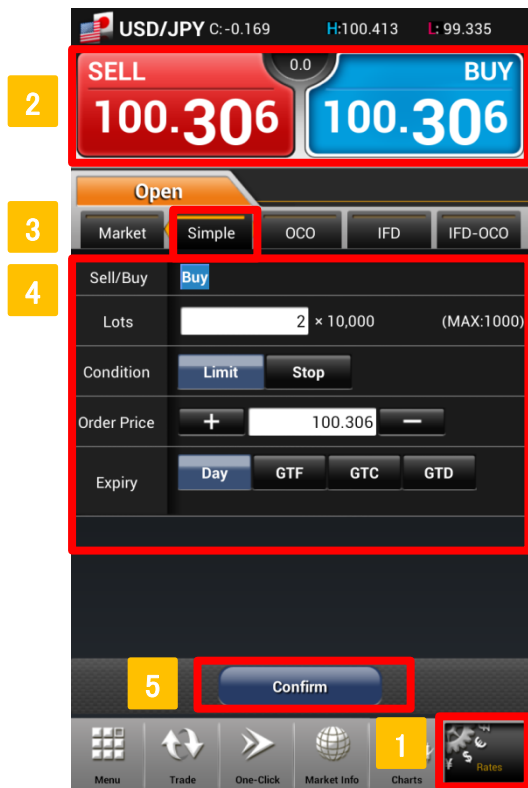 USD/JPY C:-0.169 H:100.413 L: 99.335
2
SELL 0.0 BUY
100.306 100.306
Open
3
Market Simple OCO IFD IFD-OCO
4
Sell/Buy Buy
Lots 2 × 10,000 (MAX:1000)
Condition Limit Stop
Order Price + 100.306 −
Expiry Day GTF GTC GTD
5
Confirm
1
Menu Trade One-Click Market Info Charts Rates